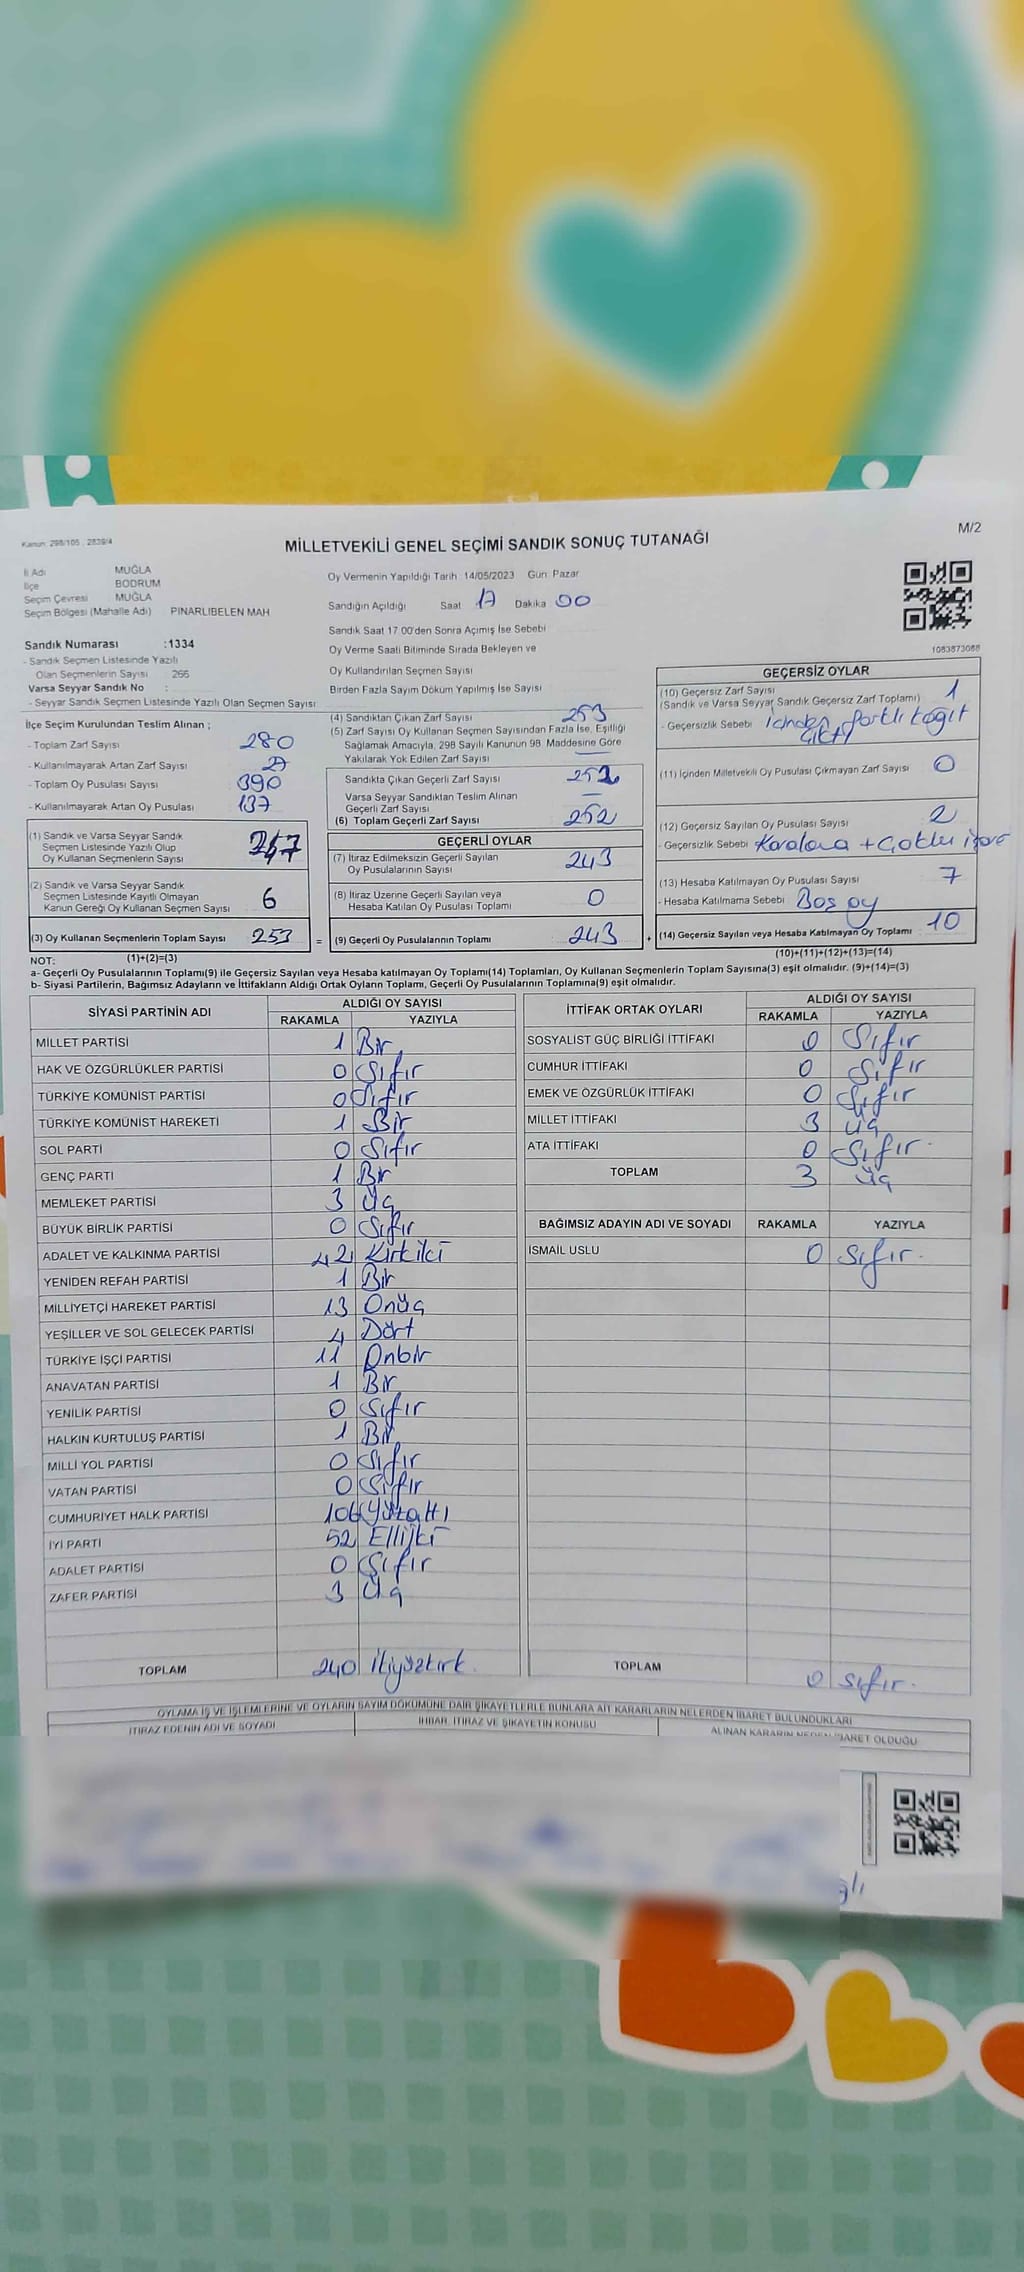 Kanun: 298/105 , 2839/4
M/2
MİLLETVEKİLİ GENEL SEÇİMİ SANDIK SONUÇ TUTANAĞI
İl Adı MUĞLA
İlçe BODRUM
Seçim Çevresi MUĞLA
Seçim Bölgesi (Mahalle Adı) PINARLIBELEN MAH
Sandık Numarası :1334
- Sandık Seçmen Listesinde Yazılı
Olan Seçmenlerin Sayısı 266
Varsa Seyyar Sandık No :
- Seyyar Sandık Seçmen Listesinde Yazılı Olan Seçmen Sayısı
Oy Vermenin Yapıldığı Tarih 14/05/2023 Gün: Pazar
Sandığın Açıldığı Saat 17 Dakika 00
Sandık Saat 17.00'den Sonra Açımış İse Sebebi
Oy Verme Saati Bitiminde Sırada Bekleyen ve
Oy Kullandırılan Seçmen Sayısı
Birden Fazla Sayım Döküm Yapılmış İse Sayısı
1083873088
İlçe Seçim Kurulundan Teslim Alınan ;
- Toplam Zarf Sayısı 280
- Kullanılmayarak Artan Zarf Sayısı 27
- Toplam Oy Pusulası Sayısı 390
- Kullanılmayarak Artan Oy Pusulası 137
(1) Sandık ve Varsa Seyyar Sandık
Seçmen Listesinde Yazılı Olup
Oy Kullanan Seçmenlerin Sayısı 247
(2) Sandık ve Varsa Seyyar Sandık
Seçmen Listesinde Kayıtlı Olmayan
Kanun Gereği Oy Kullanan Seçmen Sayısı 6
(3) Oy Kullanan Seçmenlerin Toplam Sayısı 253 =
(4) Sandıktan Çıkan Zarf Sayısı 253
(5) Zarf Sayısı Oy Kullanan Seçmen Sayısından Fazla İse, Eşitliği
Sağlamak Amacıyla, 298 Sayılı Kanunun 98. Maddesine Göre
Yakılarak Yok Edilen Zarf Sayısı —
Sandıkta Çıkan Geçerli Zarf Sayısı 252
Varsa Seyyar Sandıktan Teslim Alınan
Geçerli Zarf Sayısı —
(6) Toplam Geçerli Zarf Sayısı 252
GEÇERLİ OYLAR
(7) İtiraz Edilmeksizin Geçerli Sayılan
Oy Pusulalarının Sayısı 243
(8) İtiraz Üzerine Geçerli Sayılan veya
Hesaba Katılan Oy Pusulası Toplamı 0
(9) Geçerli Oy Pusulalarının Toplamı 243 +
GEÇERSİZ OYLAR
(10) Geçersiz Zarf Sayısı 1
(Sandık ve Varsa Seyyar Sandık Geçersiz Zarf Toplamı)
- Geçersizlik Sebebi İçinden farklı kağıt
çıktı
(11) İçinden Milletvekili Oy Pusulası Çıkmayan Zarf Sayısı 0
(12) Geçersiz Sayılan Oy Pusulası Sayısı 2
- Geçersizlik Sebebi Karalama +
(13) Hesaba Katılmayan Oy Pusulası Sayısı 7
- Hesaba Katılmama Sebebi Boş oy
(14) Geçersiz Sayılan veya Hesaba Katılmayan Oy Toplamı 10
NOT: (1)+(2)=(3)
(10)+(11)+(12)+(13)=(14)
a- Geçerli Oy Pusulalarının Toplamı(9) ile Geçersiz Sayılan veya Hesaba katılmayan Oy Toplamı(14) Toplamları, Oy Kullanan Seçmenlerin Toplam Sayısına(3) eşit olmalıdır. (9)+(14)=(3)
b- Siyasi Partilerin, Bağımsız Adayların ve İttifakların Aldığı Ortak Oyların Toplamı, Geçerli Oy Pusulalarının Toplamına(9) eşit olmalıdır.
SİYASİ PARTİNİN ADI ALDIĞI OY SAYISI
RAKAMLA YAZIYLA
MİLLET PARTİSİ 1 Bir
HAK VE ÖZGÜRLÜKLER PARTİSİ 0 Sıfır
TÜRKİYE KOMÜNİST PARTİSİ 0 Sıfır
TÜRKİYE KOMÜNİST HAREKETİ 1 Bir
SOL PARTİ 0 Sıfır
GENÇ PARTİ 1 Bir
MEMLEKET PARTİSİ 3 Üç
BÜYÜK BİRLİK PARTİSİ 0 Sıfır
ADALET VE KALKINMA PARTİSİ 42 Kırkiki
YENİDEN REFAH PARTİSİ 1 Bir
MİLLİYETÇİ HAREKET PARTİSİ 13 Onüç
YEŞİLLER VE SOL GELECEK PARTİSİ 4 Dört
TÜRKİYE İŞÇİ PARTİSİ 11 Onbir
ANAVATAN PARTİSİ 1 Bir
YENİLİK PARTİSİ 0 Sıfır
HALKIN KURTULUŞ PARTİSİ 1 Bir
MİLLİ YOL PARTİSİ 0 Sıfır
VATAN PARTİSİ 0 Sıfır
CUMHURİYET HALK PARTİSİ 106 Yüzaltı
İYİ PARTİ 52 Elliiki
ADALET PARTİSİ 0 Sıfır
ZAFER PARTİSİ 3 Üç
TOPLAM 240 İkiyüzkırk.
İTTİFAK ORTAK OYLARI ALDIĞI OY SAYISI
RAKAMLA YAZIYLA
SOSYALİST GÜÇ BİRLİĞİ İTTİFAKI 0 Sıfır
CUMHUR İTTİFAKI 0 Sıfır
EMEK VE ÖZGÜRLÜK İTTİFAKI 0 Sıfır
MİLLET İTTİFAKI 3 Üç
ATA İTTİFAKI 0 Sıfır.
TOPLAM 3 Üç
BAĞIMSIZ ADAYIN ADI VE SOYADI RAKAMLA YAZIYLA
İSMAİL USLU 0 Sıfır.
TOPLAM 0 sıfır.
OYLAMA İŞ VE İŞLEMLERİNE VE OYLARIN SAYIM DÖKÜMÜNE DAİR ŞİKAYETLERLE BUNLARA AİT KARARLARIN NELERDEN İBARET BULUNDUKLARI
İTİRAZ EDENİN ADI VE SOYADI İHBAR, İTİRAZ VE ŞİKAYETİN KONUSU ALINAN KARARIN NEDEN İBARET OLDUĞU